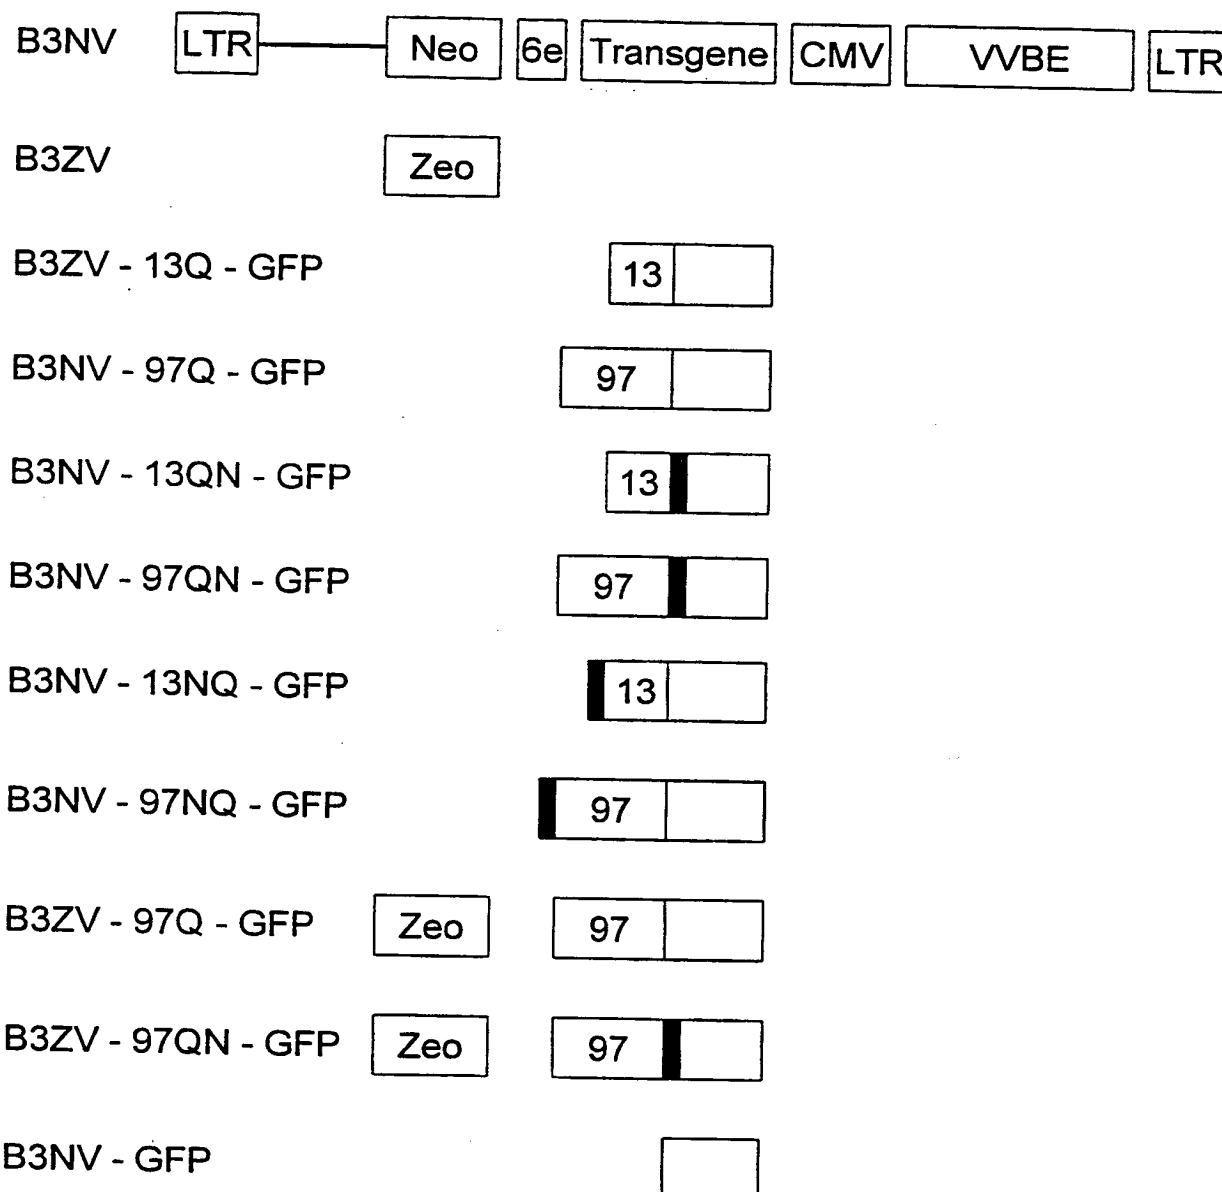 B3NV LTR Neo 6e Transgene CMV VVBE LTR
B3ZV Zeo
B3ZV - 13Q - GFP 13
B3NV - 97Q - GFP 97
B3NV - 13QN - GFP 13
B3NV - 97QN - GFP 97
B3NV - 13NQ - GFP 13
B3NV - 97NQ - GFP 97
B3ZV - 97Q - GFP Zeo 97
B3ZV - 97QN - GFP Zeo 97
B3NV - GFP